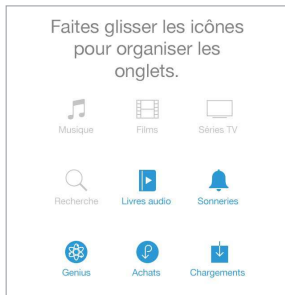 Faites glisser les icônes
pour organiser les
onglets.
Musique Films Séries TV
Recherche Livres audio Sonneries
Genius Achats Chargements